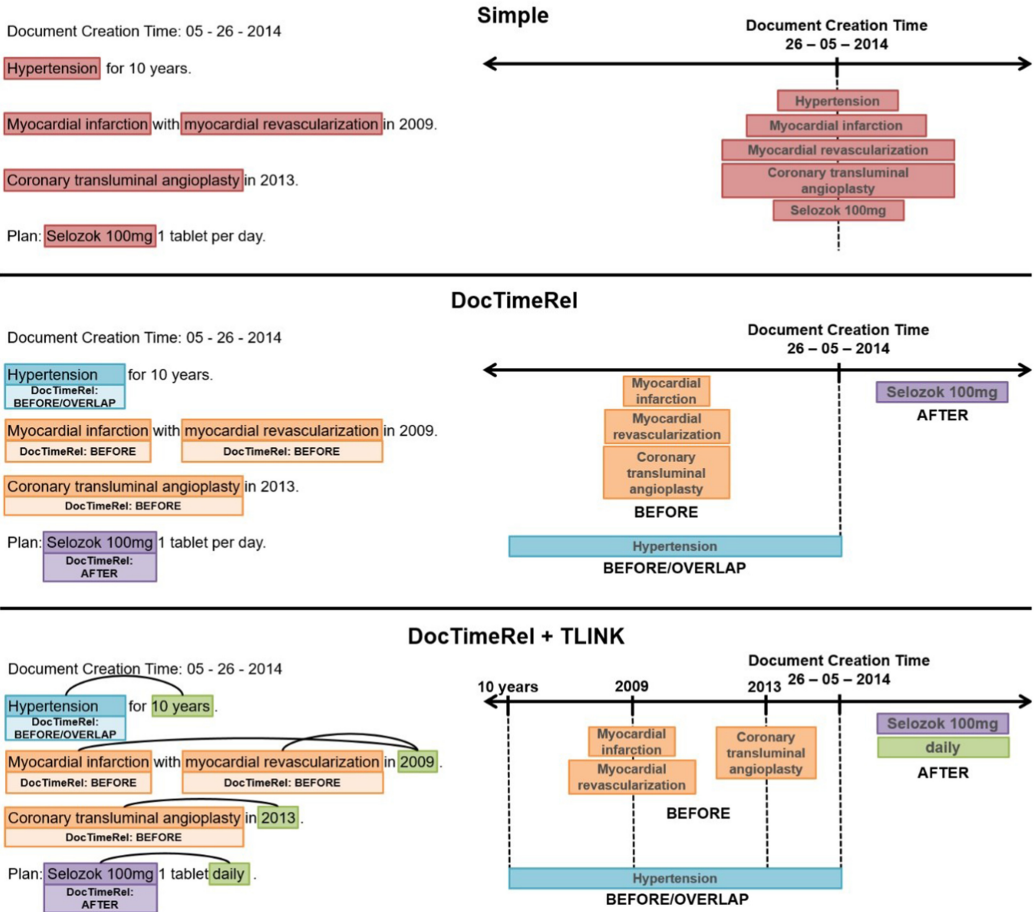 Simple
Document Creation Time: 05 - 26 - 2014
Hypertension for 10 years.
Myocardial infarction with myocardial revascularization in 2009.
Coronary transluminal angioplasty in 2013.
Plan: Selozok 100mg 1 tablet per day.
Document Creation Time
26 – 05 – 2014
Hypertension
Myocardial infarction
Myocardial revascularization
Coronary transluminal
angioplasty
Selozok 100mg
DocTimeRel
Document Creation Time: 05 - 26 - 2014
Hypertension for 10 years.
DocTimeRel:
BEFORE/OVERLAP
Myocardial infarction with myocardial revascularization in 2009.
DocTimeRel: BEFORE DocTimeRel: BEFORE
Coronary transluminal angioplasty in 2013.
DocTimeRel: BEFORE
Plan: Selozok 100mg 1 tablet per day.
DocTimeRel:
AFTER
Document Creation Time
26 – 05 – 2014
Myocardial
infarction
Myocardial
revascularization
Coronary
transluminal
angioplasty
BEFORE
Selozok 100mg
AFTER
Hypertension
BEFORE/OVERLAP
DocTimeRel + TLINK
Document Creation Time: 05 - 26 - 2014
Hypertension for 10 years .
DocTimeRel:
BEFORE/OVERLAP
Myocardial infarction with myocardial revascularization in 2009 .
DocTimeRel: BEFORE DocTimeRel: BEFORE
Coronary transluminal angioplasty in 2013 .
DocTimeRel: BEFORE
Plan: Selozok 100mg 1 tablet daily .
DocTimeRel:
AFTER
Document Creation Time
26 – 05 – 2014
10 years 2009 2013
Myocardial
infarction
Myocardial
revascularization
Coronary
transluminal
angioplasty
BEFORE
Selozok 100mg
daily
AFTER
Hypertension
BEFORE/OVERLAP